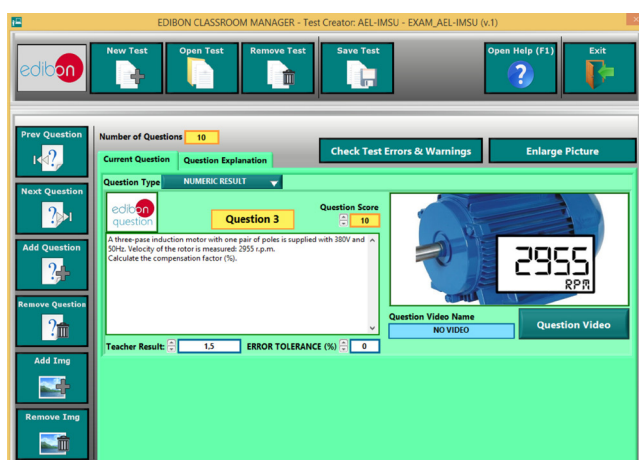 EDIBON CLASSROOM MANAGER - Test Creator: AEL-IMSU - EXAM_AEL-IMSU (v.1)
edibon
New Test
Open Test
Remove Test
Save Test
Open Help (F1)
Exit
Prev Question
Next Question
Add Question
Remove Question
Add Img
Remove Img
Number of Questions 10
Check Test Errors & Warnings
Enlarge Picture
Current Question
Question Explanation
Question Type NUMERIC RESULT
edibon
question
Question 3
Question Score
10
A three-pase induction motor with one pair of poles is supplied with 380V and
50Hz. Velocity of the rotor is measured: 2955 r.p.m.
Calculate the compensation factor (%).
Teacher Result: 1,5 ERROR TOLERANCE (%) 0
2955
RPM
Question Video Name
NO VIDEO
Question Video